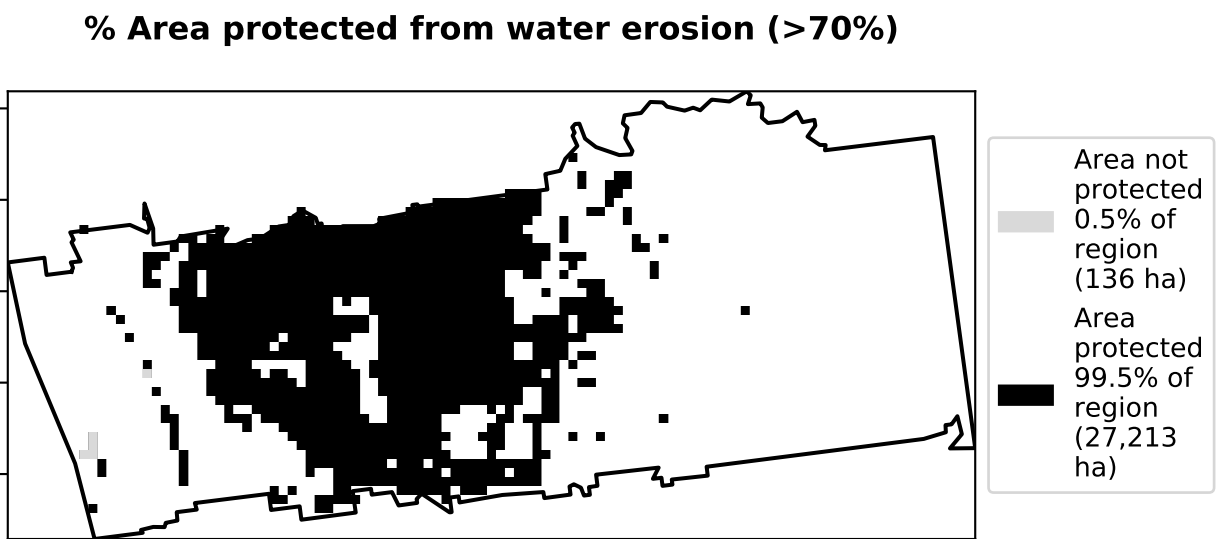 % Area protected from water erosion (>70%)
Area not
protected
0.5% of
region
(136 ha)
Area
protected
99.5% of
region
(27,213
ha)